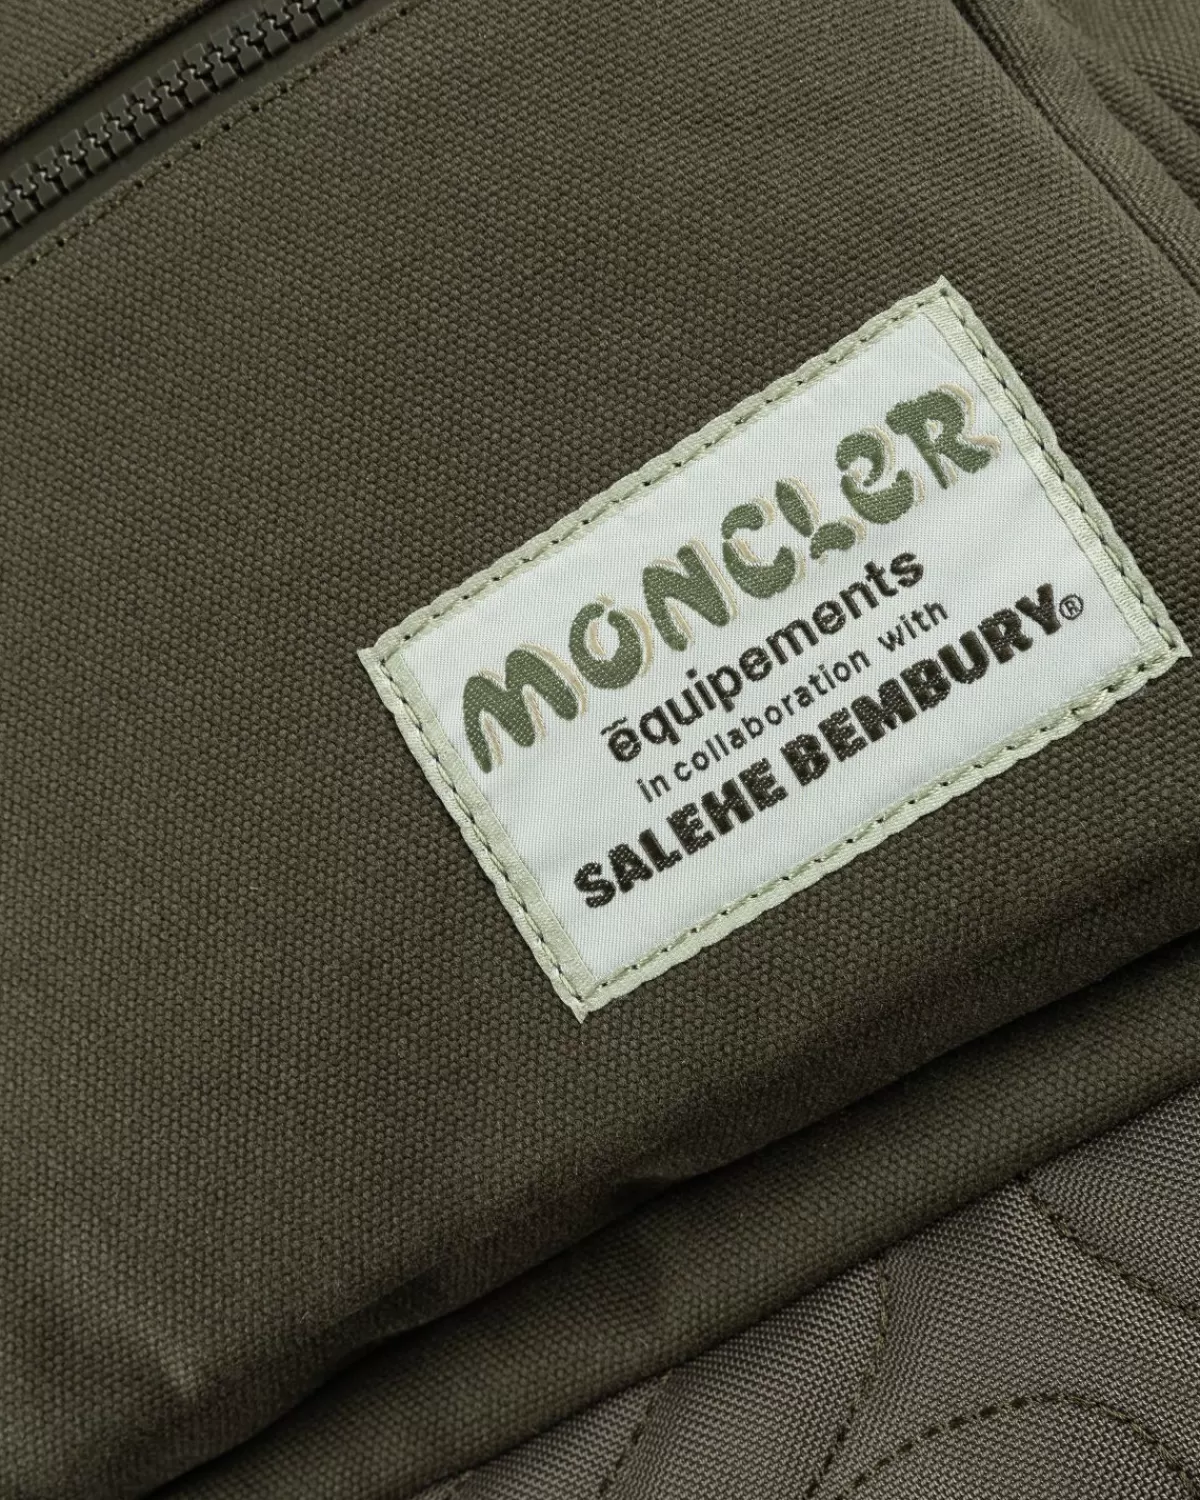 MONCLER
ēquipements
in collaboration with
SALEHE BEMBURY®